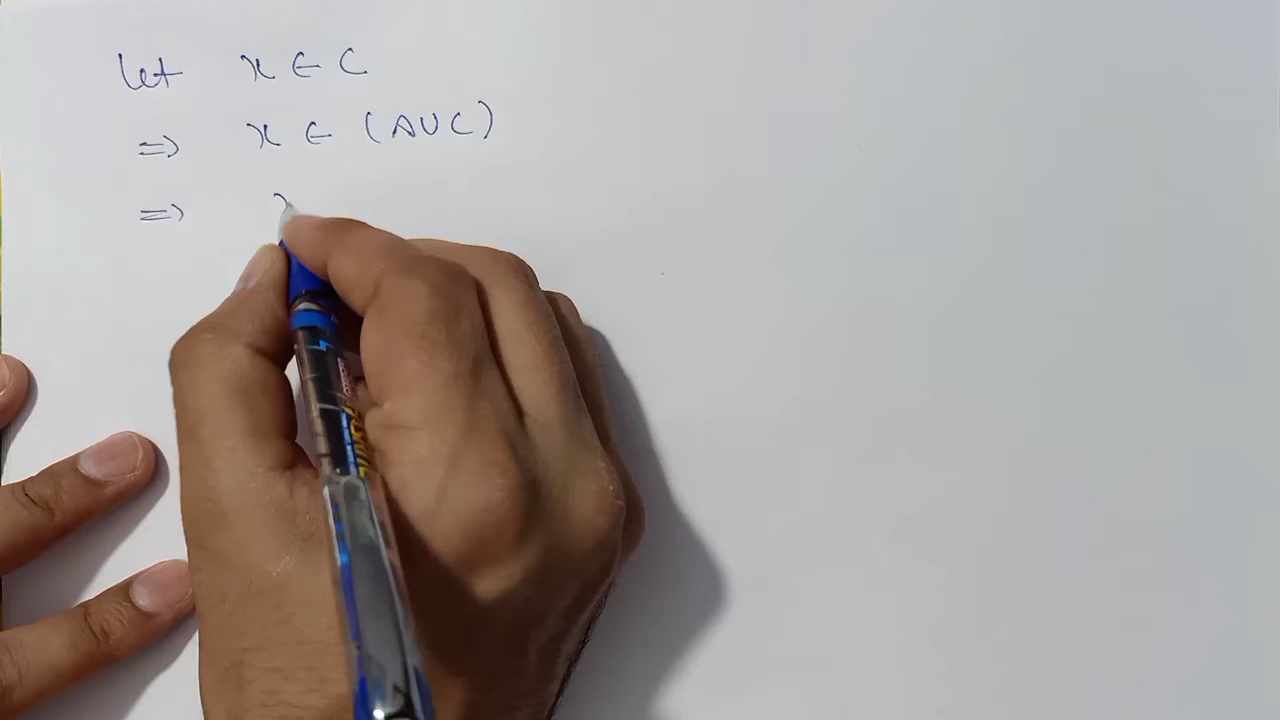 let x ∈ C
⇒ x ∈ (A∪C)
⇒